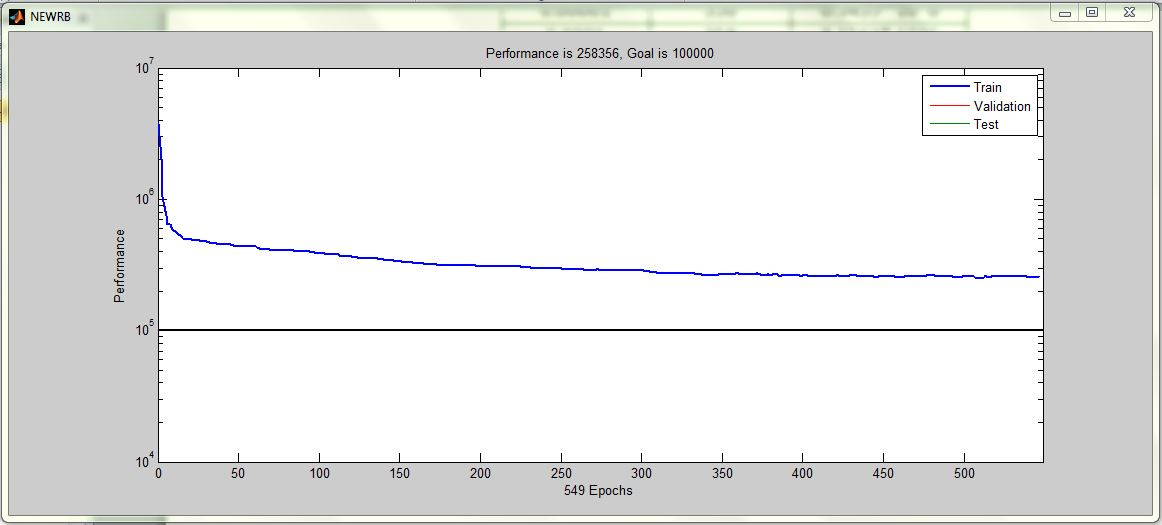 NEWRB
Performance is 258356, Goal is 100000
10^7
Train
Validation
Test
10^6
Performance
10^5
10^4
0 50 100 150 200 250 300 350 400 450 500
549 Epochs